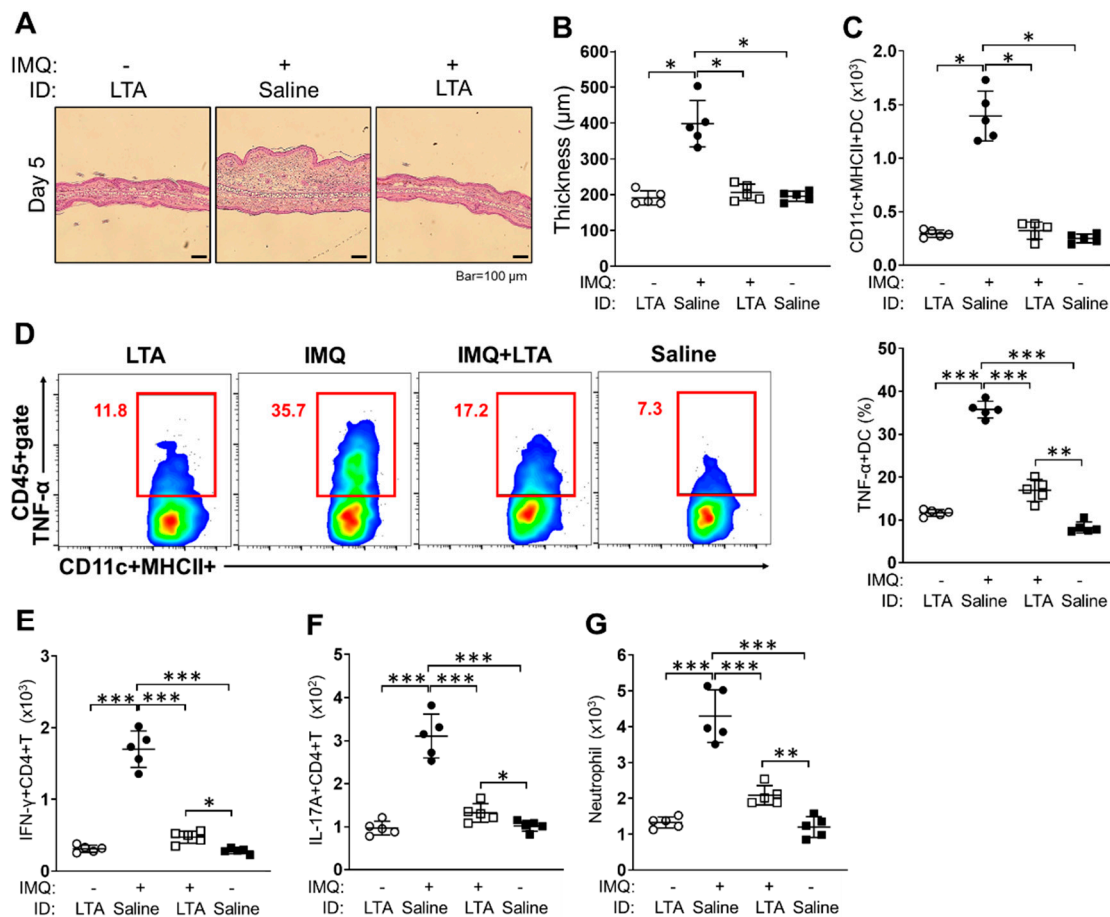 A
IMQ: - + +
ID: LTA Saline LTA
Day 5
Bar=100 µm
B
Thickness (µm)
600
500
400
300
200
100
0
* * *
IMQ: - + + -
ID: LTA Saline LTA Saline
C
CD11c+MHCII+DC (x10³)
2.0
1.5
1.0
0.5
0.0
* * *
IMQ: - + + -
ID: LTA Saline LTA Saline
D
LTA IMQ IMQ+LTA Saline
CD45+gate
TNF-α
11.8 35.7 17.2 7.3
CD11c+MHCII+
TNF-α+DC (%)
50
40
30
20
10
0
***
*** ***
**
IMQ: - + + -
ID: LTA Saline LTA Saline
E
IFN-γ+CD4+T (x10³)
3
2
1
0
***
*** ***
*
IMQ: - + + -
ID: LTA Saline LTA Saline
F
IL-17A+CD4+T (x10²)
5
4
3
2
1
0
***
*** ***
*
IMQ: - + + -
ID: LTA Saline LTA Saline
G
Neutrophil (x10³)
6
5
4
3
2
1
0
***
*** ***
**
IMQ: - + + -
ID: LTA Saline LTA Saline